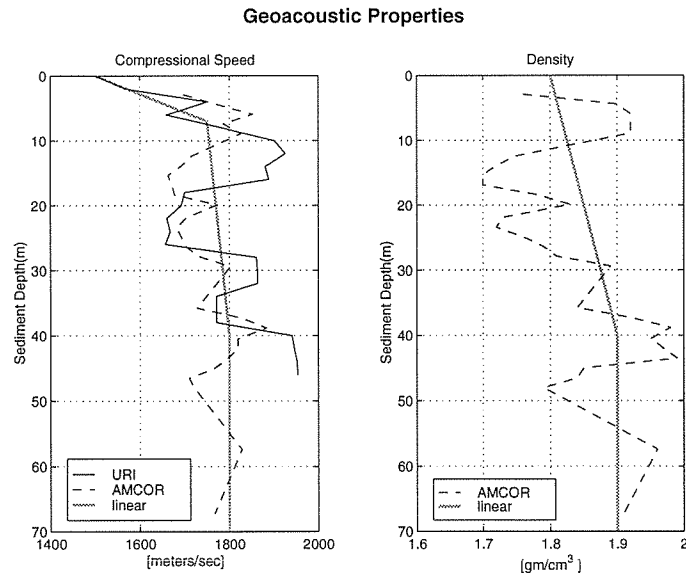 Geoacoustic Properties
Compressional Speed
0
10
20
30
40
50
60
70
Sediment Depth(m)
URI
AMCOR
linear
1400
1600
1800
2000
[meters/sec]
Density
0
10
20
30
40
50
60
70
Sediment Depth(m)
AMCOR
linear
1.6
1.7
1.8
1.9
2
[gm/cm³ ]